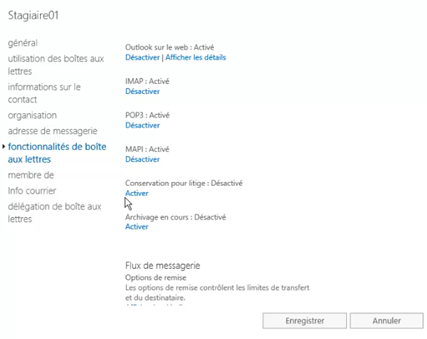 Stagiaire01
général
utilisation des boîtes aux
lettres
informations sur le
contact
organisation
adresse de messagerie
fonctionnalités de boîte
aux lettres
membre de
Info courrier
délégation de boîte aux
lettres
Outlook sur le web : Activé
Désactiver | Afficher les détails
IMAP : Activé
Désactiver
POP3 : Activé
Désactiver
MAPI : Activé
Désactiver
Conservation pour litige : Désactivé
Activer
Archivage en cours : Désactivé
Activer
Flux de messagerie
Options de remise
Les options de remise contrôlent les limites de transfert
et du destinataire.
Enregistrer
Annuler